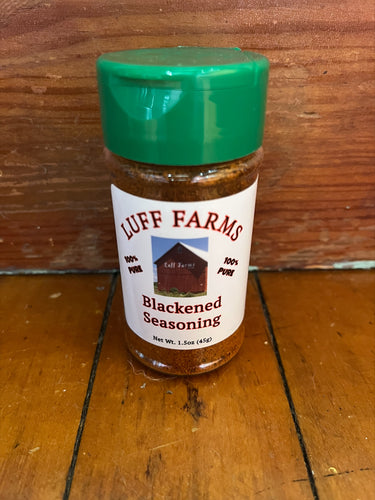 LUFF FARMS
100%
PURE
Luff Farms
100%
PURE
Blackened
Seasoning
Net Wt. 1.5oz (45g)